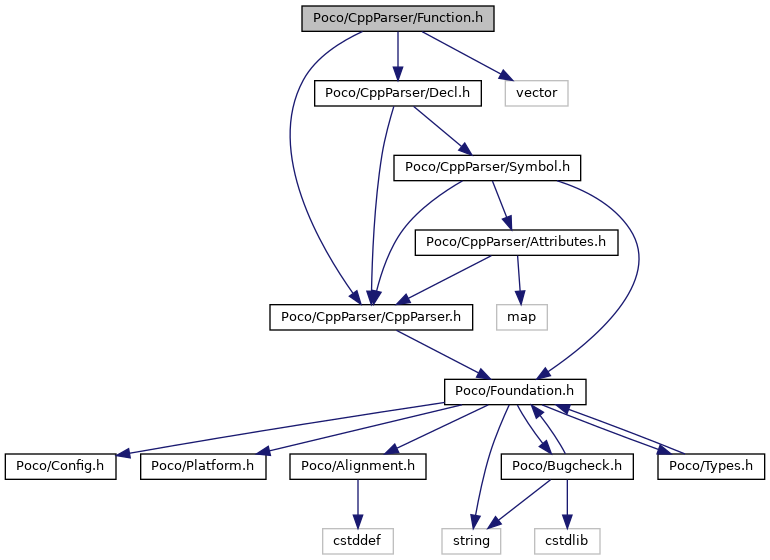 Poco/CppParser/Function.h
Poco/CppParser/Decl.h
vector
Poco/CppParser/Symbol.h
Poco/CppParser/Attributes.h
Poco/CppParser/CppParser.h
map
Poco/Foundation.h
Poco/Config.h
Poco/Platform.h
Poco/Alignment.h
Poco/Bugcheck.h
Poco/Types.h
cstddef
string
cstdlib